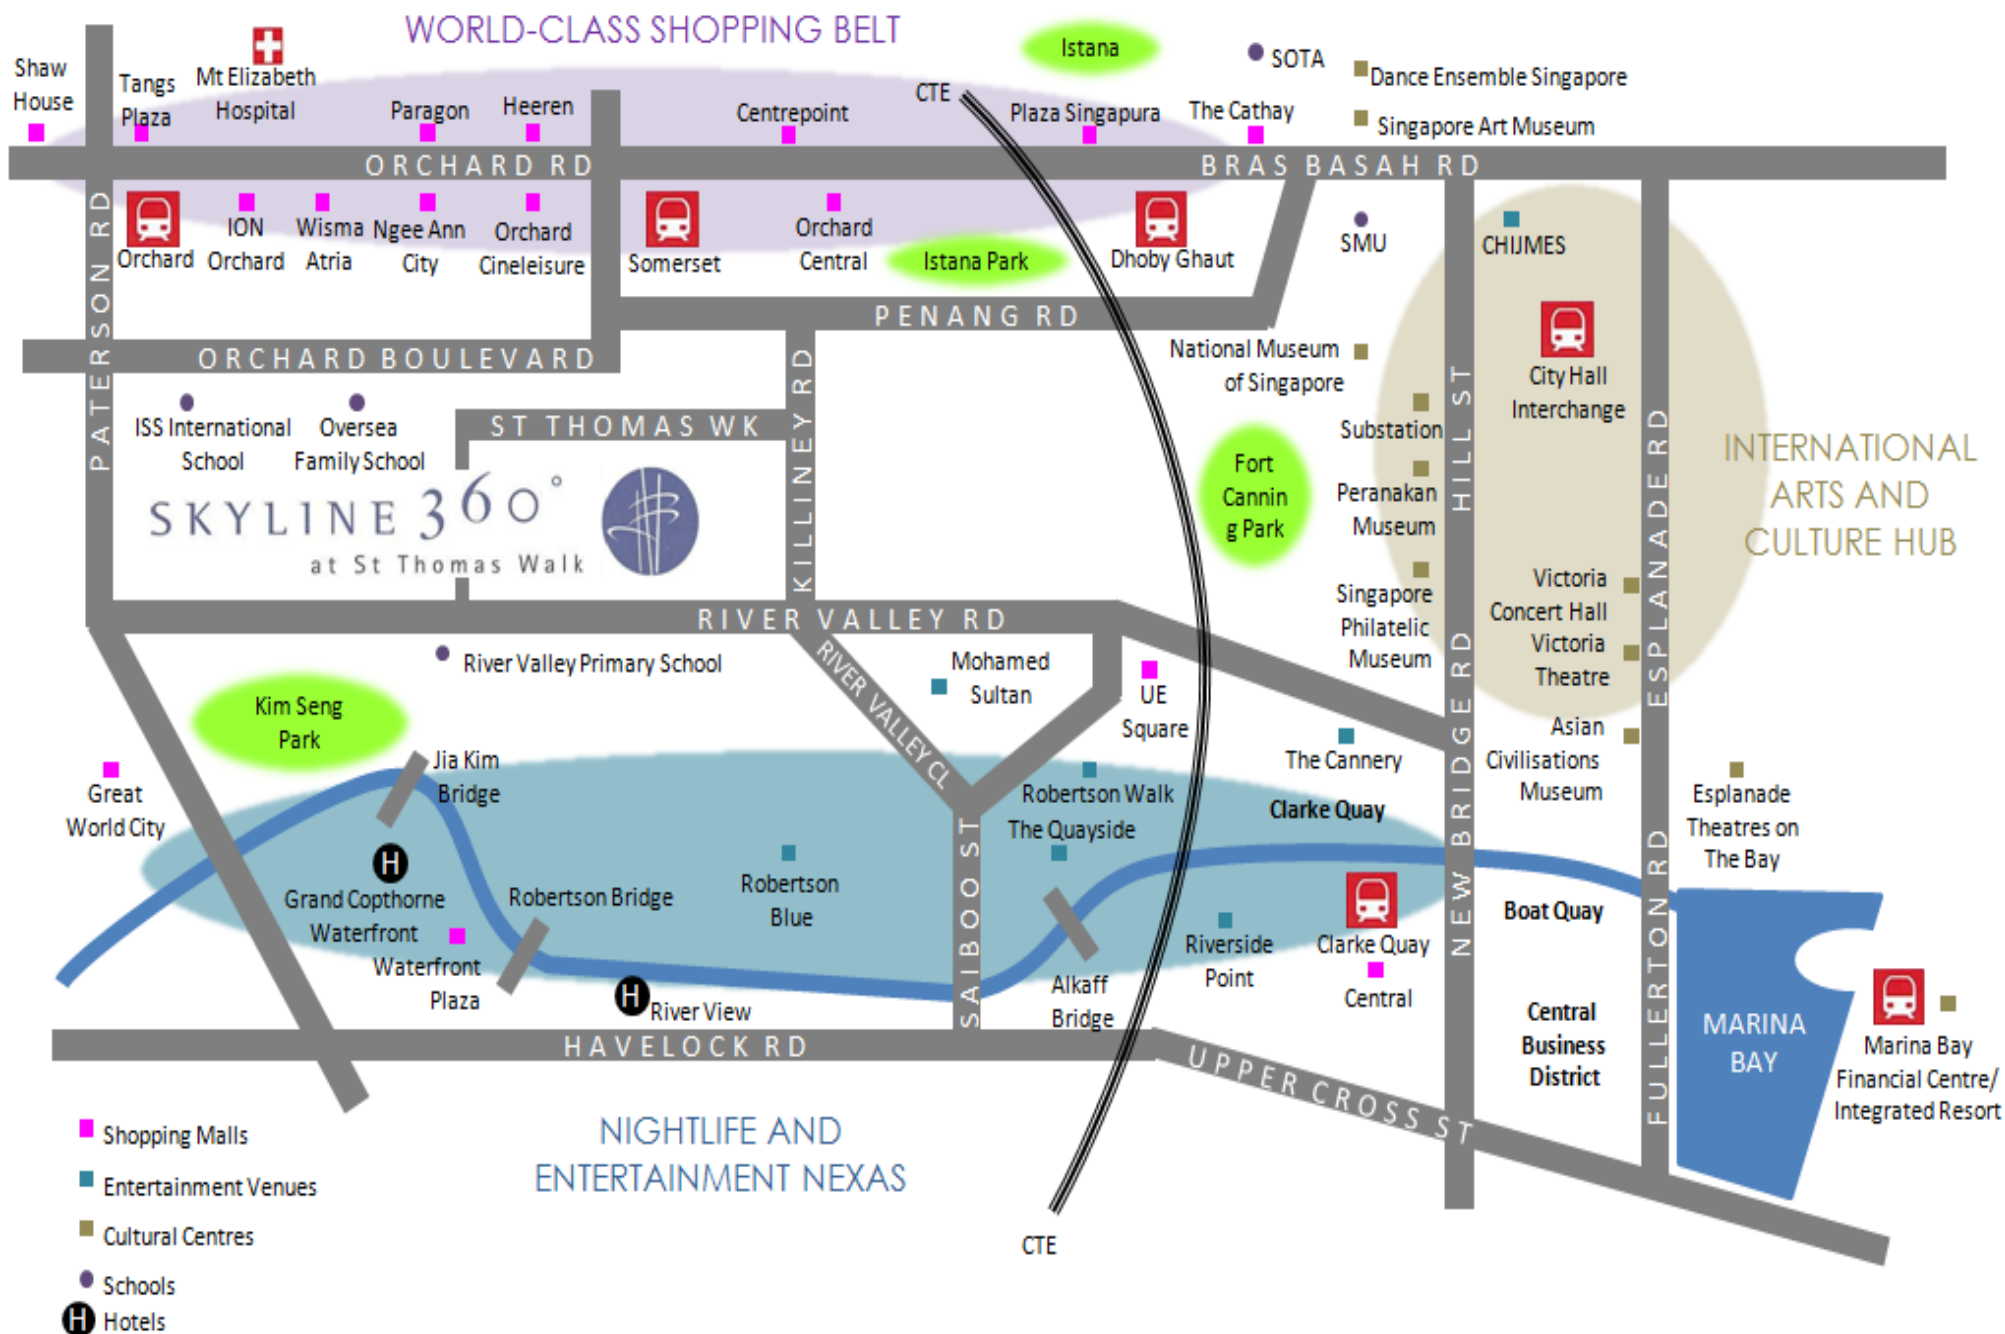 WORLD-CLASS SHOPPING BELT
Istana
SOTA
Shaw
House
Tangs
Plaza
Mt Elizabeth
Hospital
Paragon
Heeren
Centrepoint
CTE
Plaza Singapura
The Cathay
Dance Ensemble Singapore
Singapore Art Museum
ORCHARD RD
BRAS BASAH RD
PATERSON RD
Orchard
ION
Orchard
Wisma
Atria
Ngee Ann
City
Orchard
Cineleisure
Somerset
Orchard
Central
Istana Park
Dhoby Ghaut
SMU
CHIJMES
PENANG RD
ORCHARD BOULEVARD
National Museum
of Singapore
City Hall
Interchange
HILL ST
ESPLANADE RD
ISS International
School
Oversea
Family School
ST THOMAS WK
KILLINEY RD
Substation
Fort
Cannin
g Park
Peranakan
Museum
INTERNATIONAL
ARTS AND
CULTURE HUB
SKYLINE 360°
at St Thomas Walk
Singapore
Philatelic
Museum
Victoria
Concert Hall
Victoria
Theatre
RIVER VALLEY RD
River Valley Primary School
RIVER VALLEY CL
Mohamed
Sultan
UE
Square
NEW BRIDGE RD
Kim Seng
Park
Jia Kim
Bridge
Great
World City
The Cannery
Asian
Civilisations
Museum
Robertson Walk
The Quayside
Clarke Quay
Esplanade
Theatres on
The Bay
H
Grand Copthorne
Waterfront
Robertson Bridge
Robertson
Blue
SAIBOO ST
Waterfront
Plaza
H
River View
Alkaff
Bridge
Riverside
Point
Clarke Quay
Central
Boat Quay
FULLERTON RD
Central
Business
District
MARINA
BAY
Marina Bay
Financial Centre/
Integrated Resort
HAVELOCK RD
UPPER CROSS ST
NIGHTLIFE AND
ENTERTAINMENT NEXAS
CTE
Shopping Malls
Entertainment Venues
Cultural Centres
Schools
H Hotels